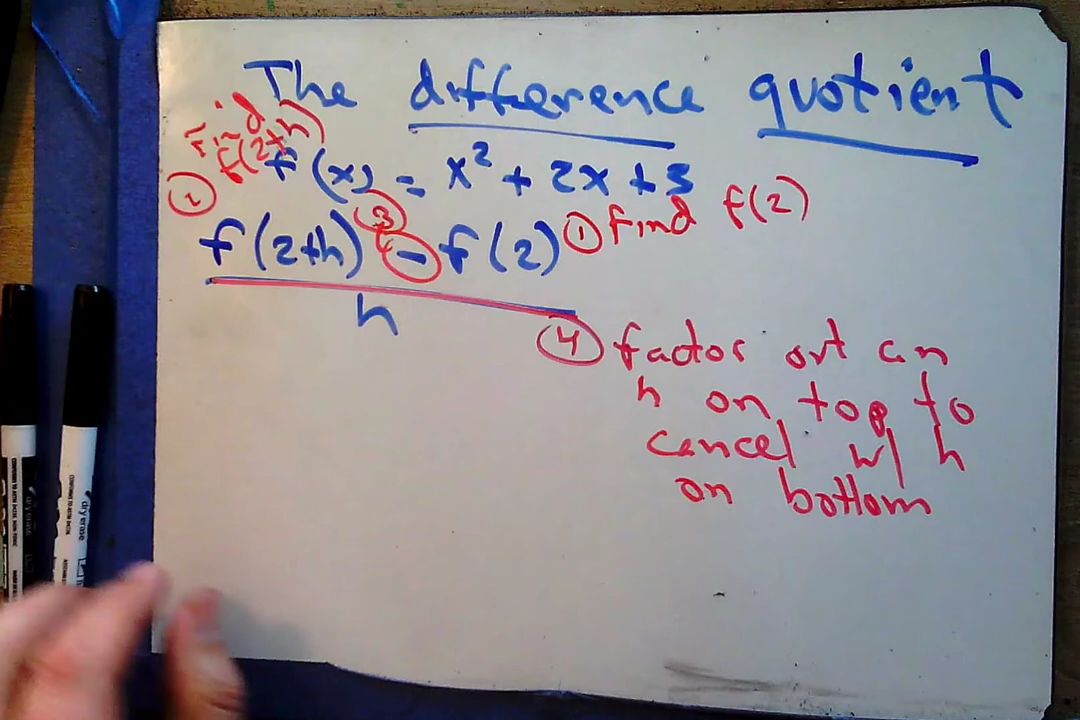 The difference quotient
Find
f(2+h)
f(x) = x² + 2x + 3
② ③ ① find f(2)
f(2+h) - f(2)
h
④ factor out an
h on top to
cancel w/ h
on bottom